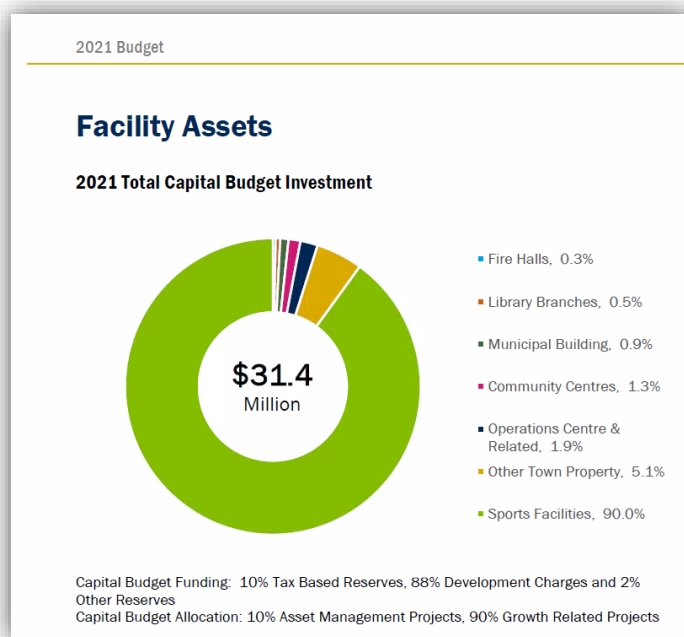 2021 Budget
Facility Assets
2021 Total Capital Budget Investment
$31.4
Million
Fire Halls, 0.3%
Library Branches, 0.5%
Municipal Building, 0.9%
Community Centres, 1.3%
Operations Centre &
Related, 1.9%
Other Town Property, 5.1%
Sports Facilities, 90.0%
Capital Budget Funding: 10% Tax Based Reserves, 88% Development Charges and 2%
Other Reserves
Capital Budget Allocation: 10% Asset Management Projects, 90% Growth Related Projects